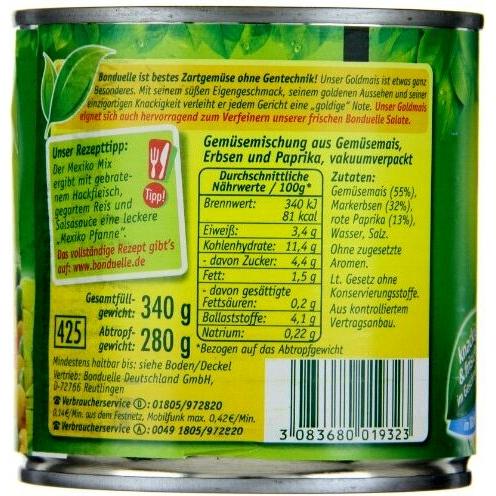 Bonduelle ist bestes Zartgemüse ohne Gentechnik! Unser Goldmais ist etwas ganz
Besonderes. Mit seinem süßen Eigengeschmack, seinem goldenen Aussehen und seiner
einzigartigen Knackigkeit verleiht er jedem Gericht eine „goldige“ Note. Unser Goldmais
eignet sich auch hervorragend zum Verfeinern unserer frischen Bonduelle Salate.
Unser Rezepttipp:
Der Mexiko Mix
ergibt mit gebrate-
nem Hackfleisch,
gegartem Reis und
Salsasauce eine leckere
„Mexiko Pfanne“.
Das vollständige Rezept gibt's
auf: www.bonduelle.de
Tipp!
Gemüsemischung aus Gemüsemais,
Erbsen und Paprika, vakuumverpackt
Durchschnittliche
Nährwerte / 100g*
Brennwert: 340 kJ
81 kcal
Eiweiß: 3,4 g
Kohlenhydrate: 11,4 g
- davon Zucker: 4,4 g
Fett: 1,5 g
- davon gesättigte
Fettsäuren: 0,2 g
Ballaststoffe: 4,1 g
Natrium: 0,22 g
*Bezogen auf das Abtropfgewicht
Zutaten:
Gemüsemais (55%),
Markerbsen (32%),
rote Paprika (13%),
Wasser, Salz.
Ohne zugesetzte
Aromen.
Lt. Gesetz ohne
Konservierungsstoffe.
Aus kontrolliertem
Vertragsanbau.
Gesamtfüll-
gewicht: 340 g
425
Abtropf-
gewicht: 280 g
Mindestens haltbar bis: siehe Boden/Deckel
Vertrieb: Bonduelle Deutschland GmbH,
D-72766 Reutlingen
Verbraucherservice D: 01805/972820
0,14€/Min. aus dem Festnetz, Mobilfunk max. 0,42€/Min.
Verbraucherservice A: 0049 1805/972820
3 083680 019323